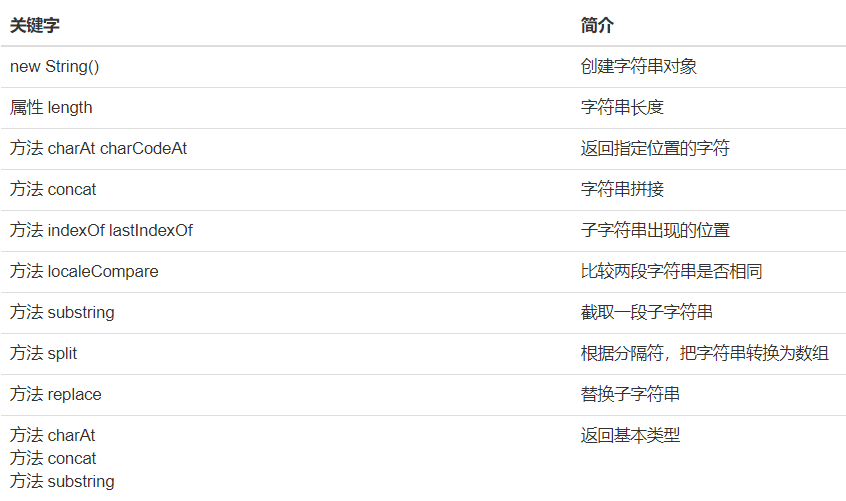 关键字 简介
new String() 创建字符串对象
属性 length 字符串长度
方法 charAt charCodeAt 返回指定位置的字符
方法 concat 字符串拼接
方法 indexOf lastIndexOf 子字符串出现的位置
方法 localeCompare 比较两段字符串是否相同
方法 substring 截取一段子字符串
方法 split 根据分隔符，把字符串转换为数组
方法 replace 替换子字符串
方法 charAt 返回基本类型
方法 concat
方法 substring